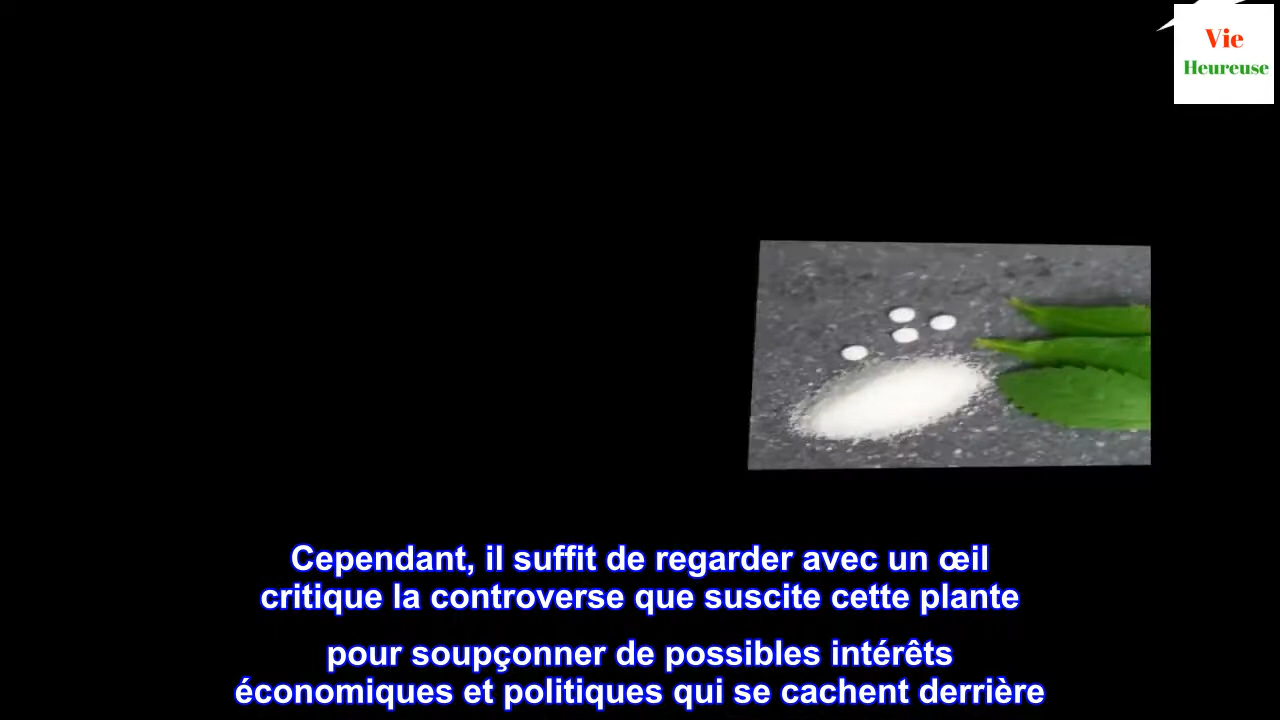 Vie
Heureuse
Cependant, il suffit de regarder avec un œil
critique la controverse que suscite cette plante
pour soupçonner de possibles intérêts
économiques et politiques qui se cachent derrière